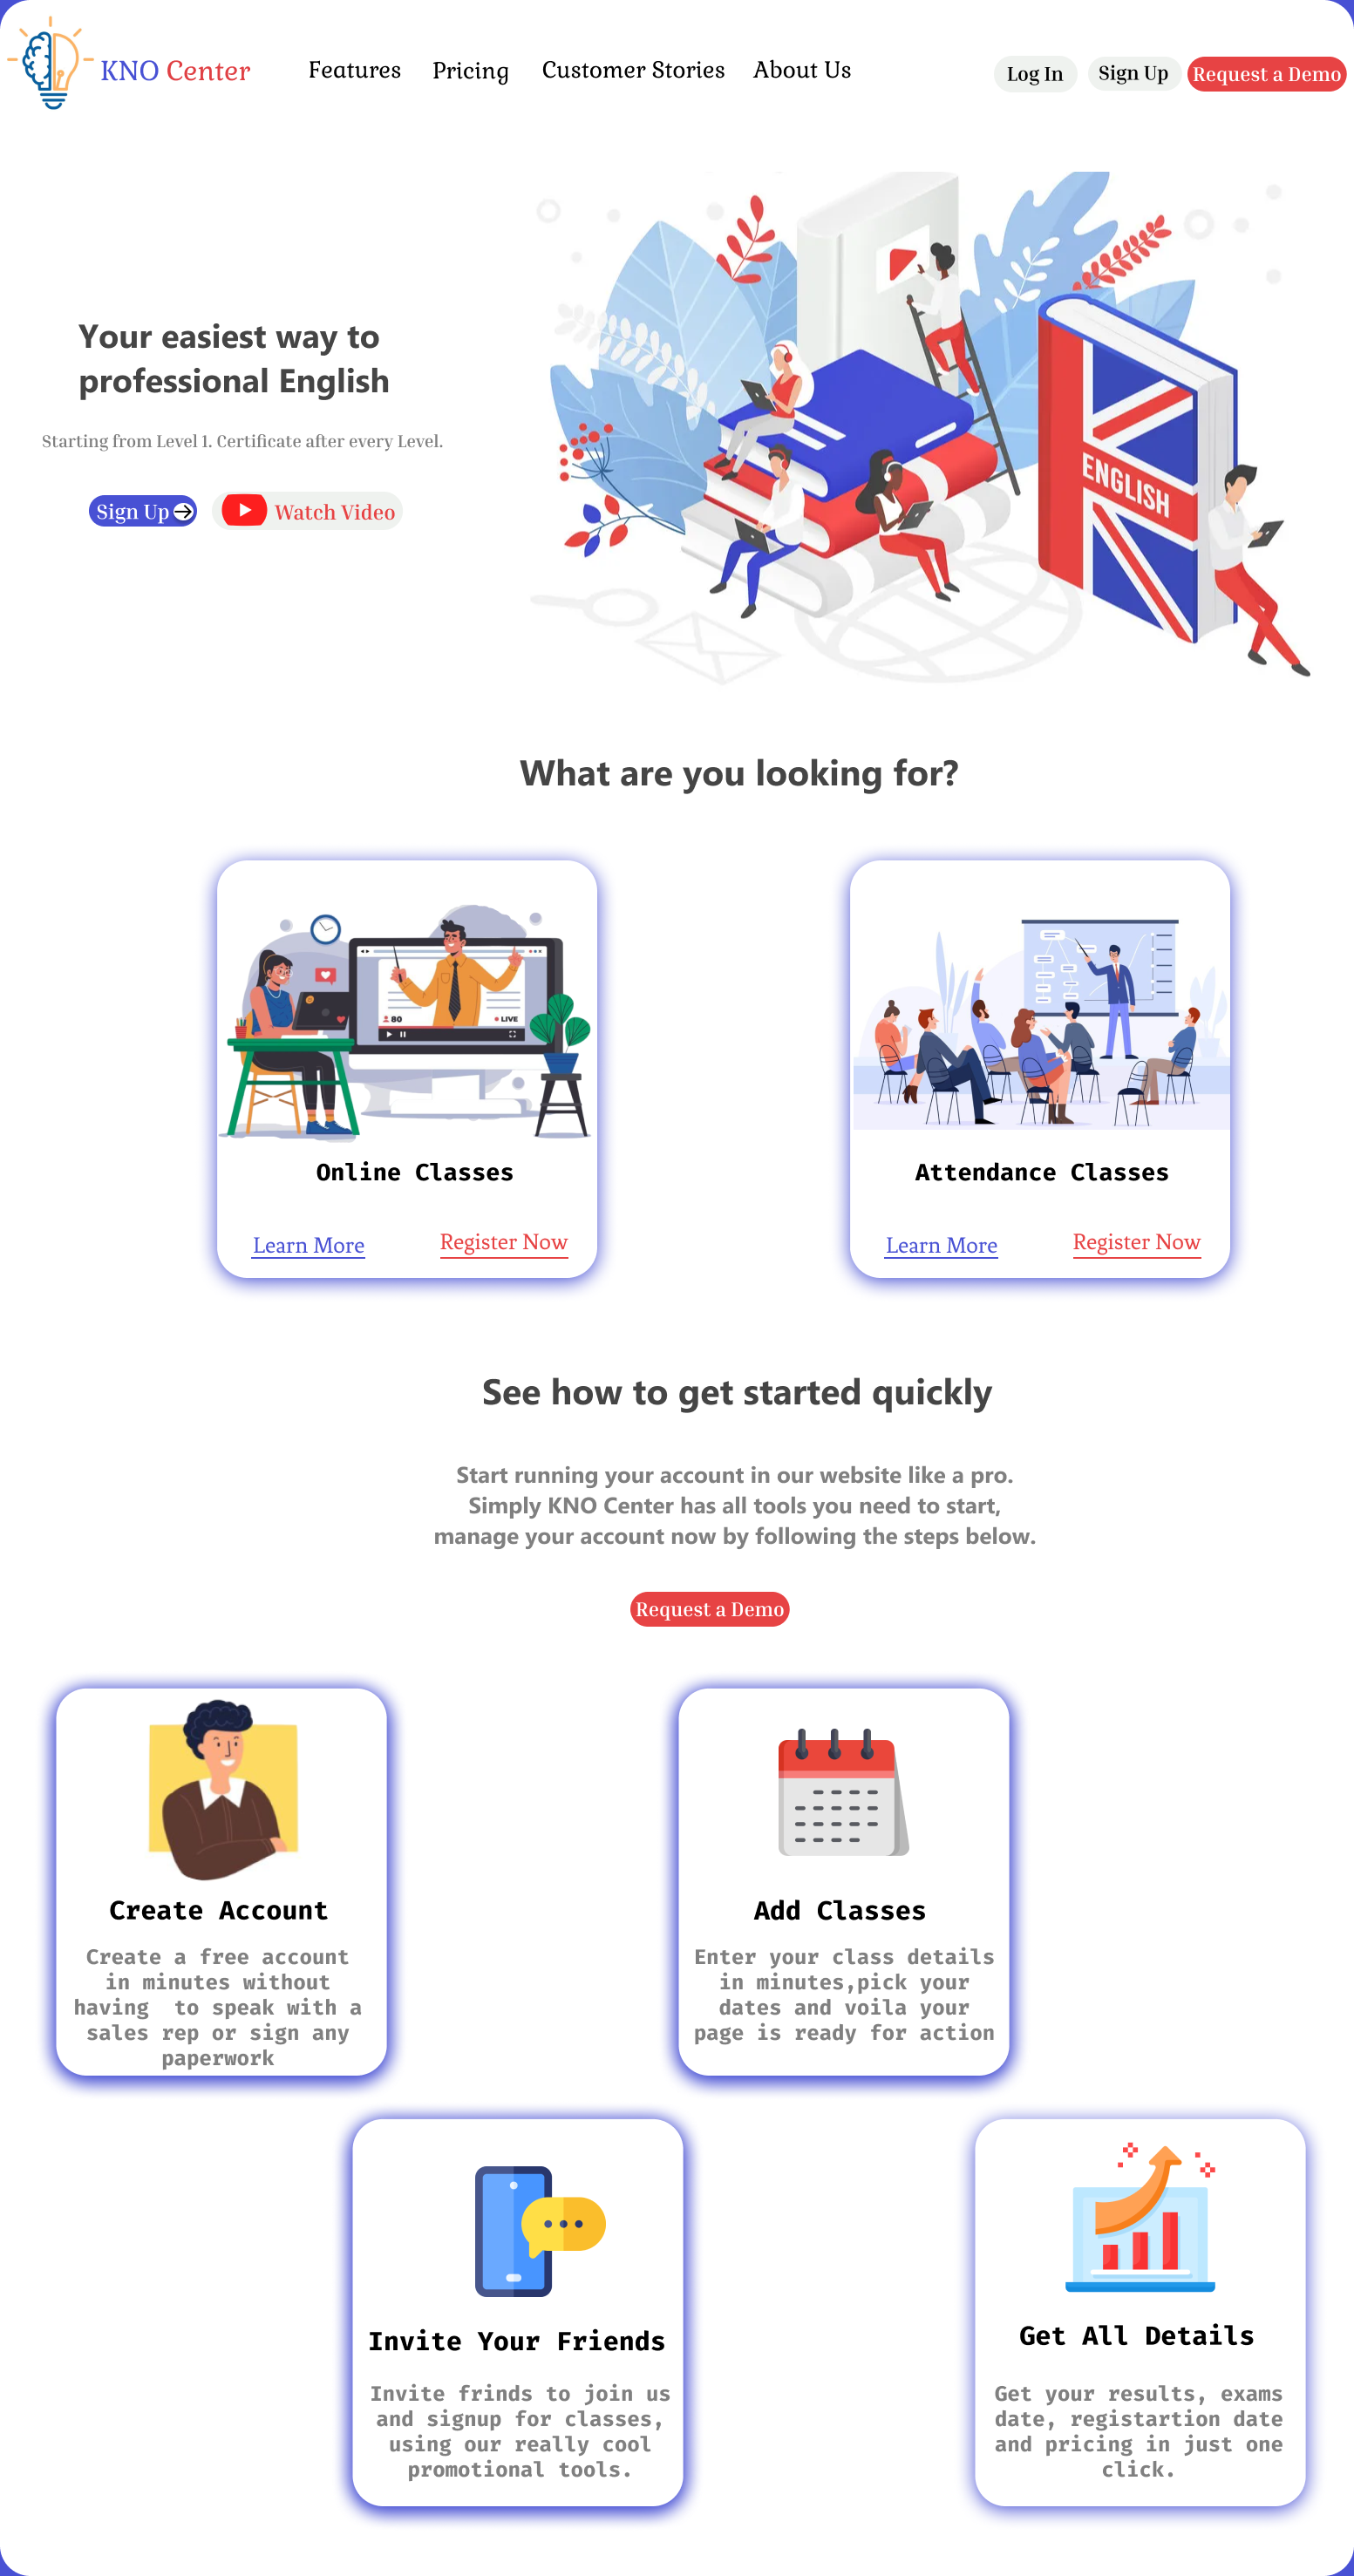 KNO Center
Features
Pricing
Customer Stories
About Us
Log In
Sign Up
Request a Demo
Your easiest way to
professional English
Starting from Level 1. Certificate after every Level.
Sign Up
Watch Video
ENGLISH
What are you looking for?
80
LIVE
Online Classes
Learn More
Register Now
Attendance Classes
Learn More
Register Now
See how to get started quickly
Start running your account in our website like a pro.
Simply KNO Center has all tools you need to start,
manage your account now by following the steps below.
Request a Demo
Create Account
Create a free account
in minutes without
having  to speak with a
sales rep or sign any
paperwork
Add Classes
Enter your class details
in minutes,pick your
dates and voila your
page is ready for action
Invite Your Friends
Invite frinds to join us
and signup for classes,
using our really cool
promotional tools.
Get All Details
Get your results, exams
date, registartion date
and pricing in just one
click.